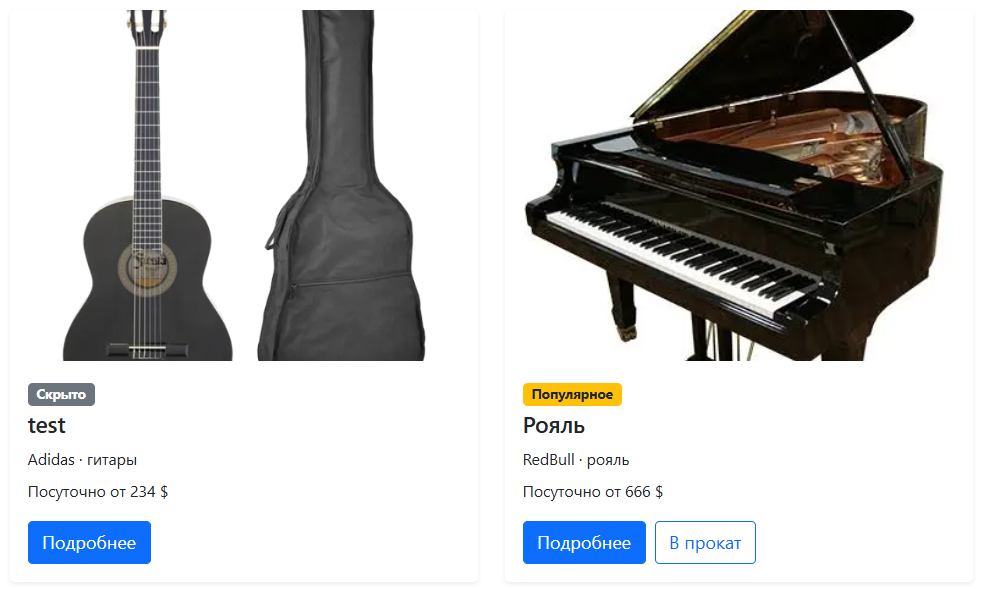 Скрыто
test
Adidas · гитары
Посуточно от 234 $
Подробнее
Популярное
Рояль
RedBull · рояль
Посуточно от 666 $
Подробнее
В прокат